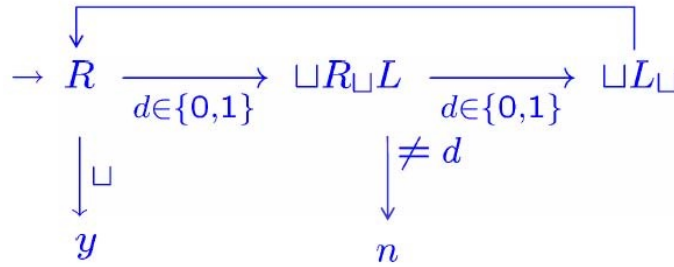 → R d∈{0,1} ⊔R⊔L d∈{0,1} ⊔L⊔
⊔ ≠ d
y n